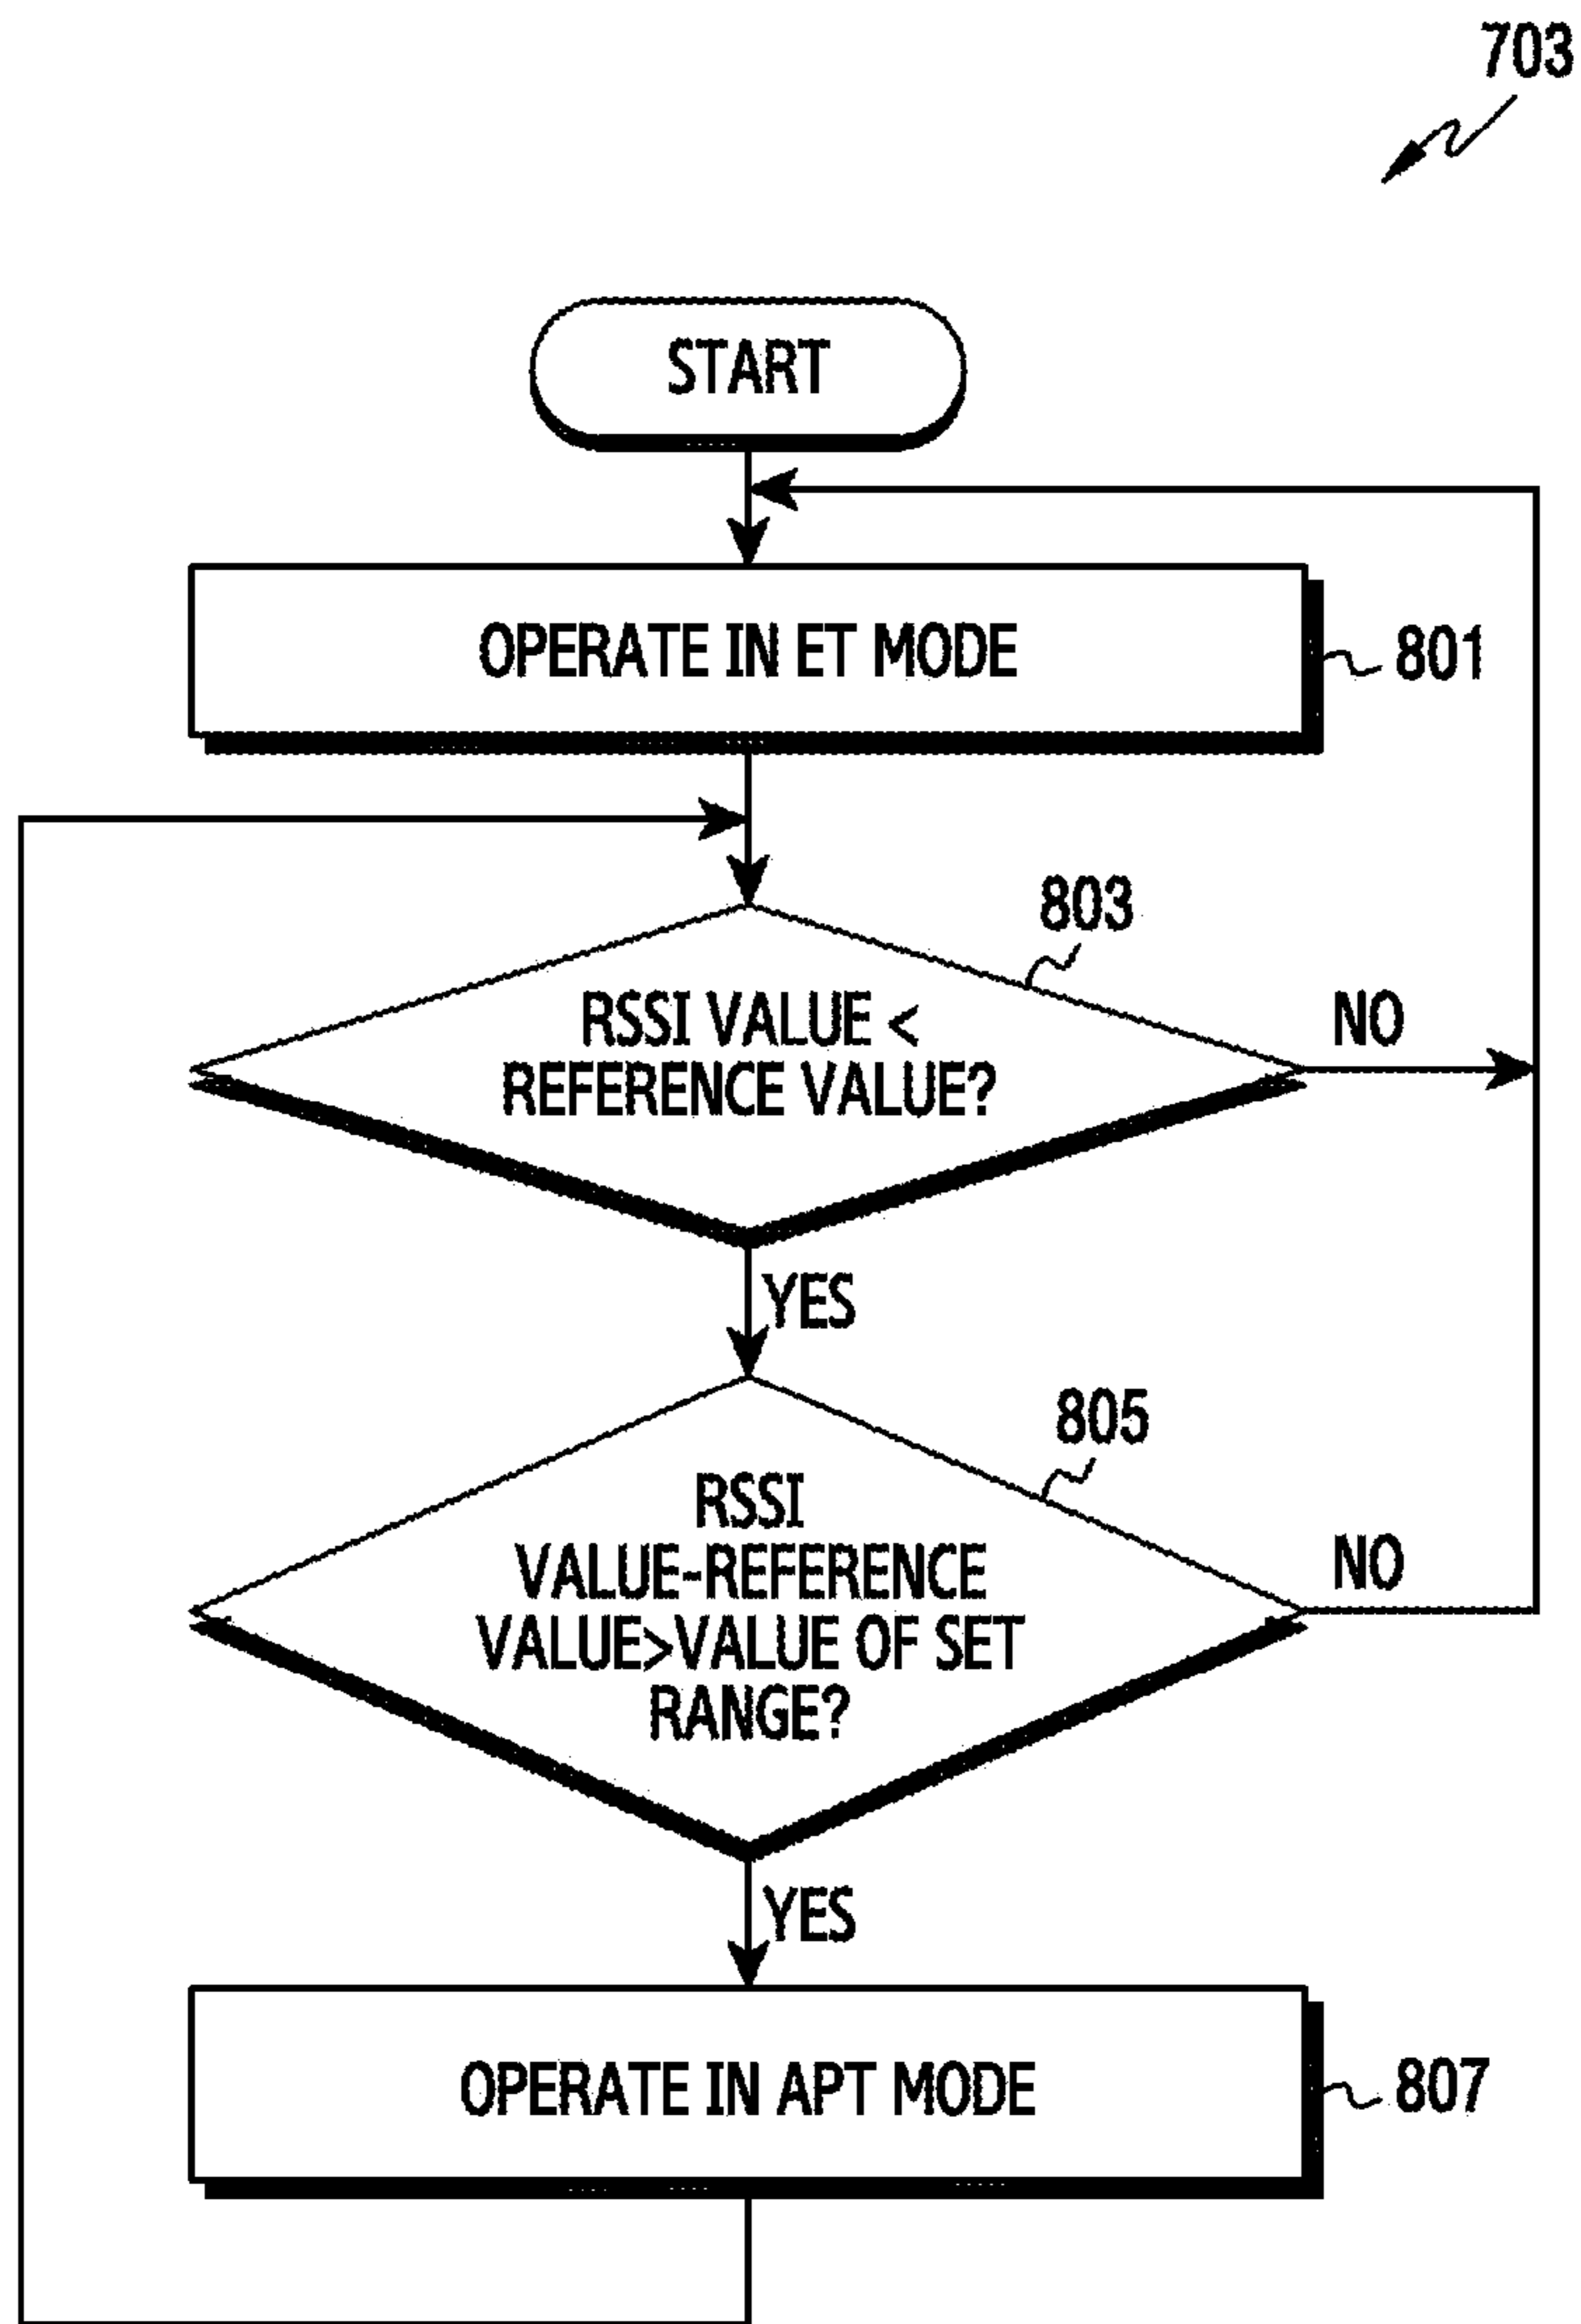 703
START
OPERATE IN ET MODE
801
803
RSSI VALUE <
REFERENCE VALUE?
NO
YES
805
RSSI
VALUE-REFERENCE
VALUE>VALUE OF SET
RANGE?
NO
YES
OPERATE IN APT MODE
807